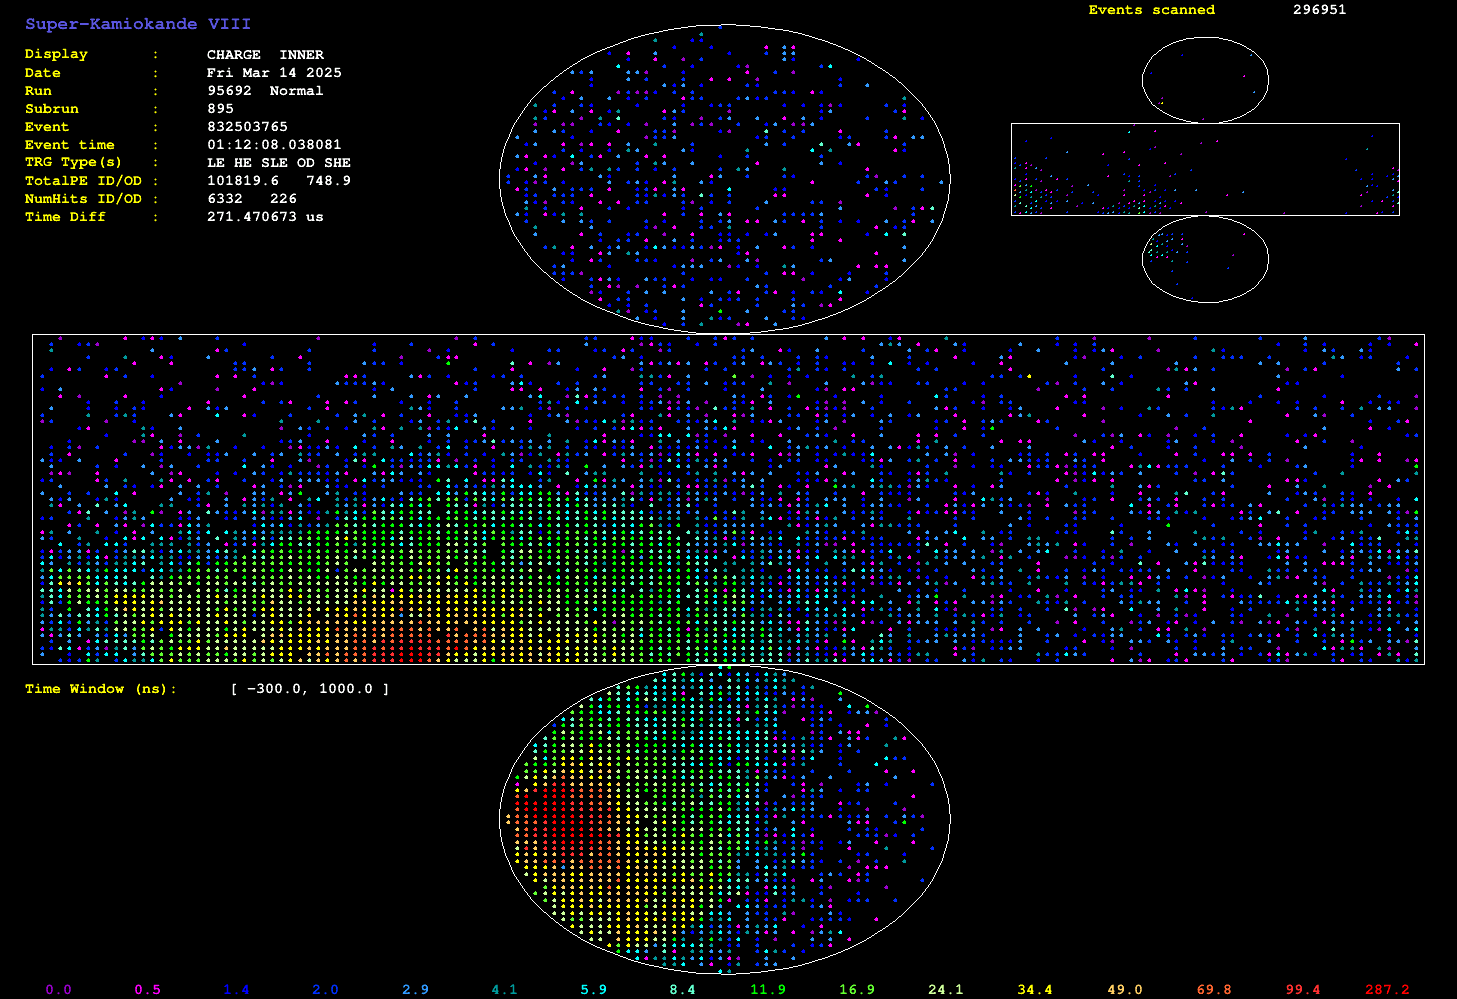 Super-Kamiokande VIII
Events scanned 296951
Display : CHARGE INNER
Date : Fri Mar 14 2025
Run : 95692 Normal
Subrun : 895
Event : 832503765
Event time : 01:12:08.038081
TRG Type(s) : LE HE SLE OD SHE
TotalPE ID/OD : 101819.6 748.9
NumHits ID/OD : 6332 226
Time Diff : 271.470673 us
Time Window (ns): [ -300.0, 1000.0 ]
0.0 0.5 1.4 2.0 2.9 4.1 5.9 8.4 11.9 16.9 24.1 34.4 49.0 69.8 99.4 287.2